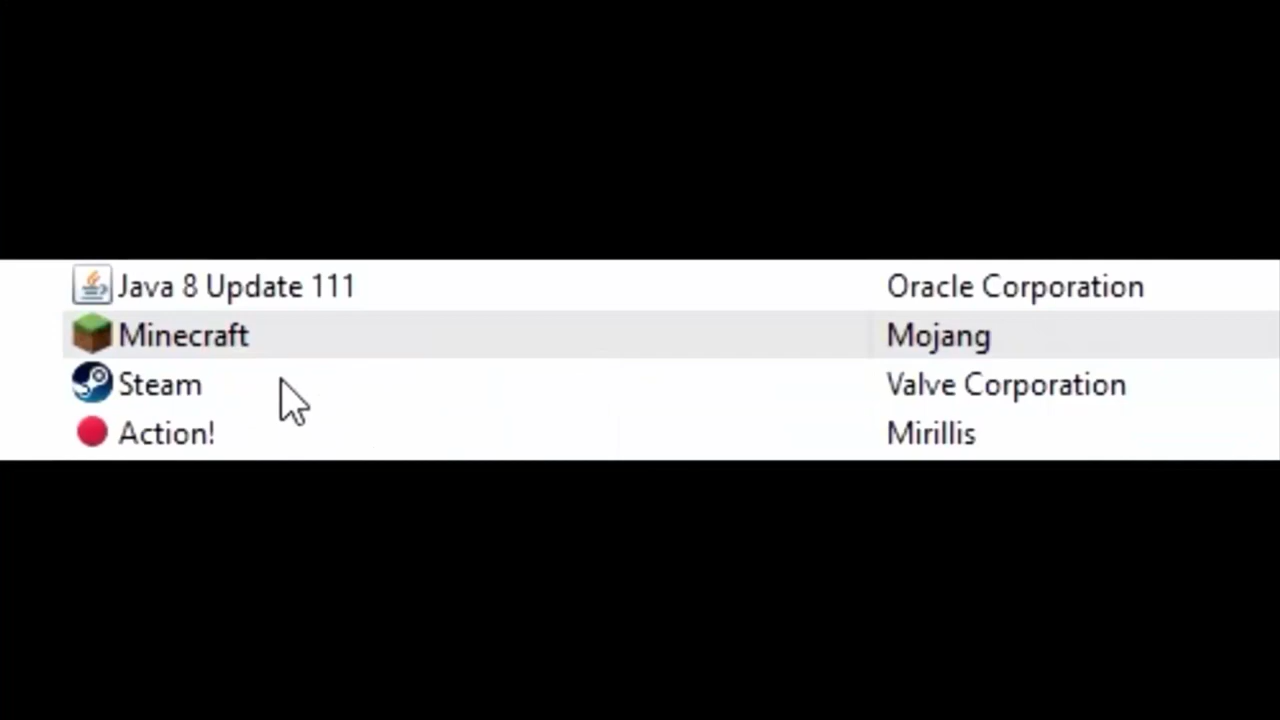 Java 8 Update 111 Oracle Corporation
Minecraft Mojang
Steam Valve Corporation
Action! Mirillis